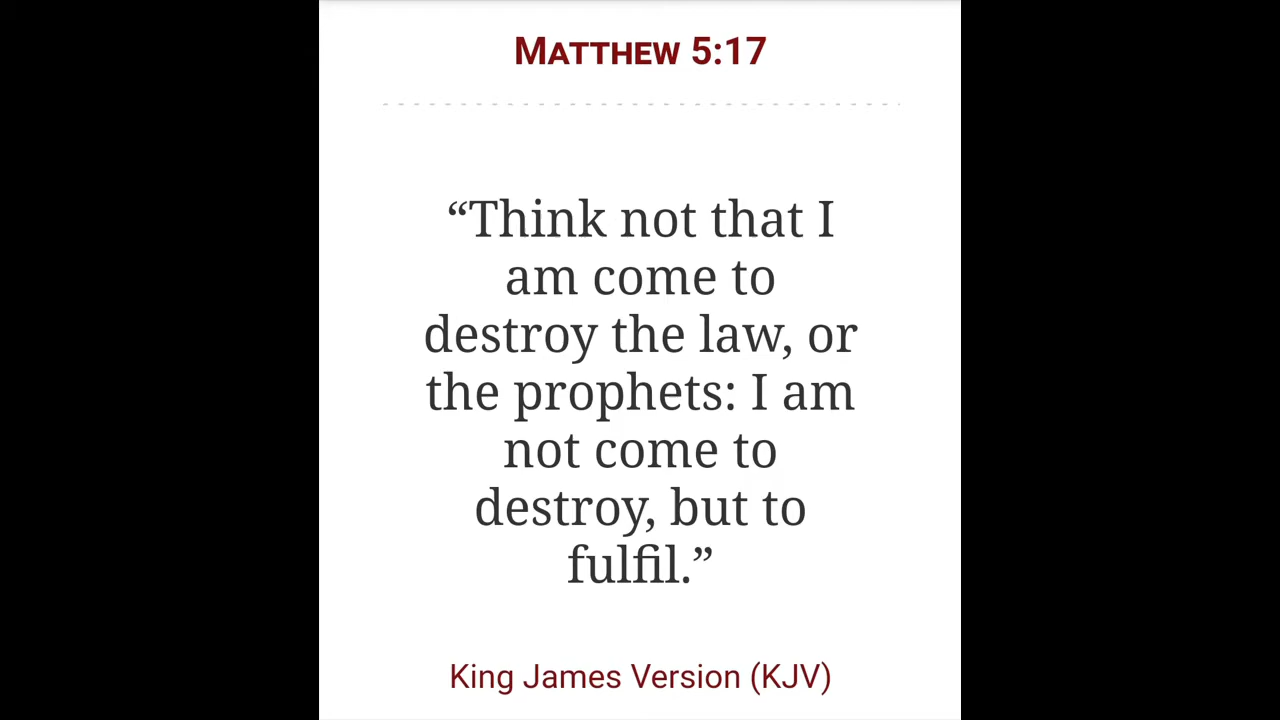 MATTHEW 5:17
“Think not that I
am come to
destroy the law, or
the prophets: I am
not come to
destroy, but to
fulfil.”
King James Version (KJV)